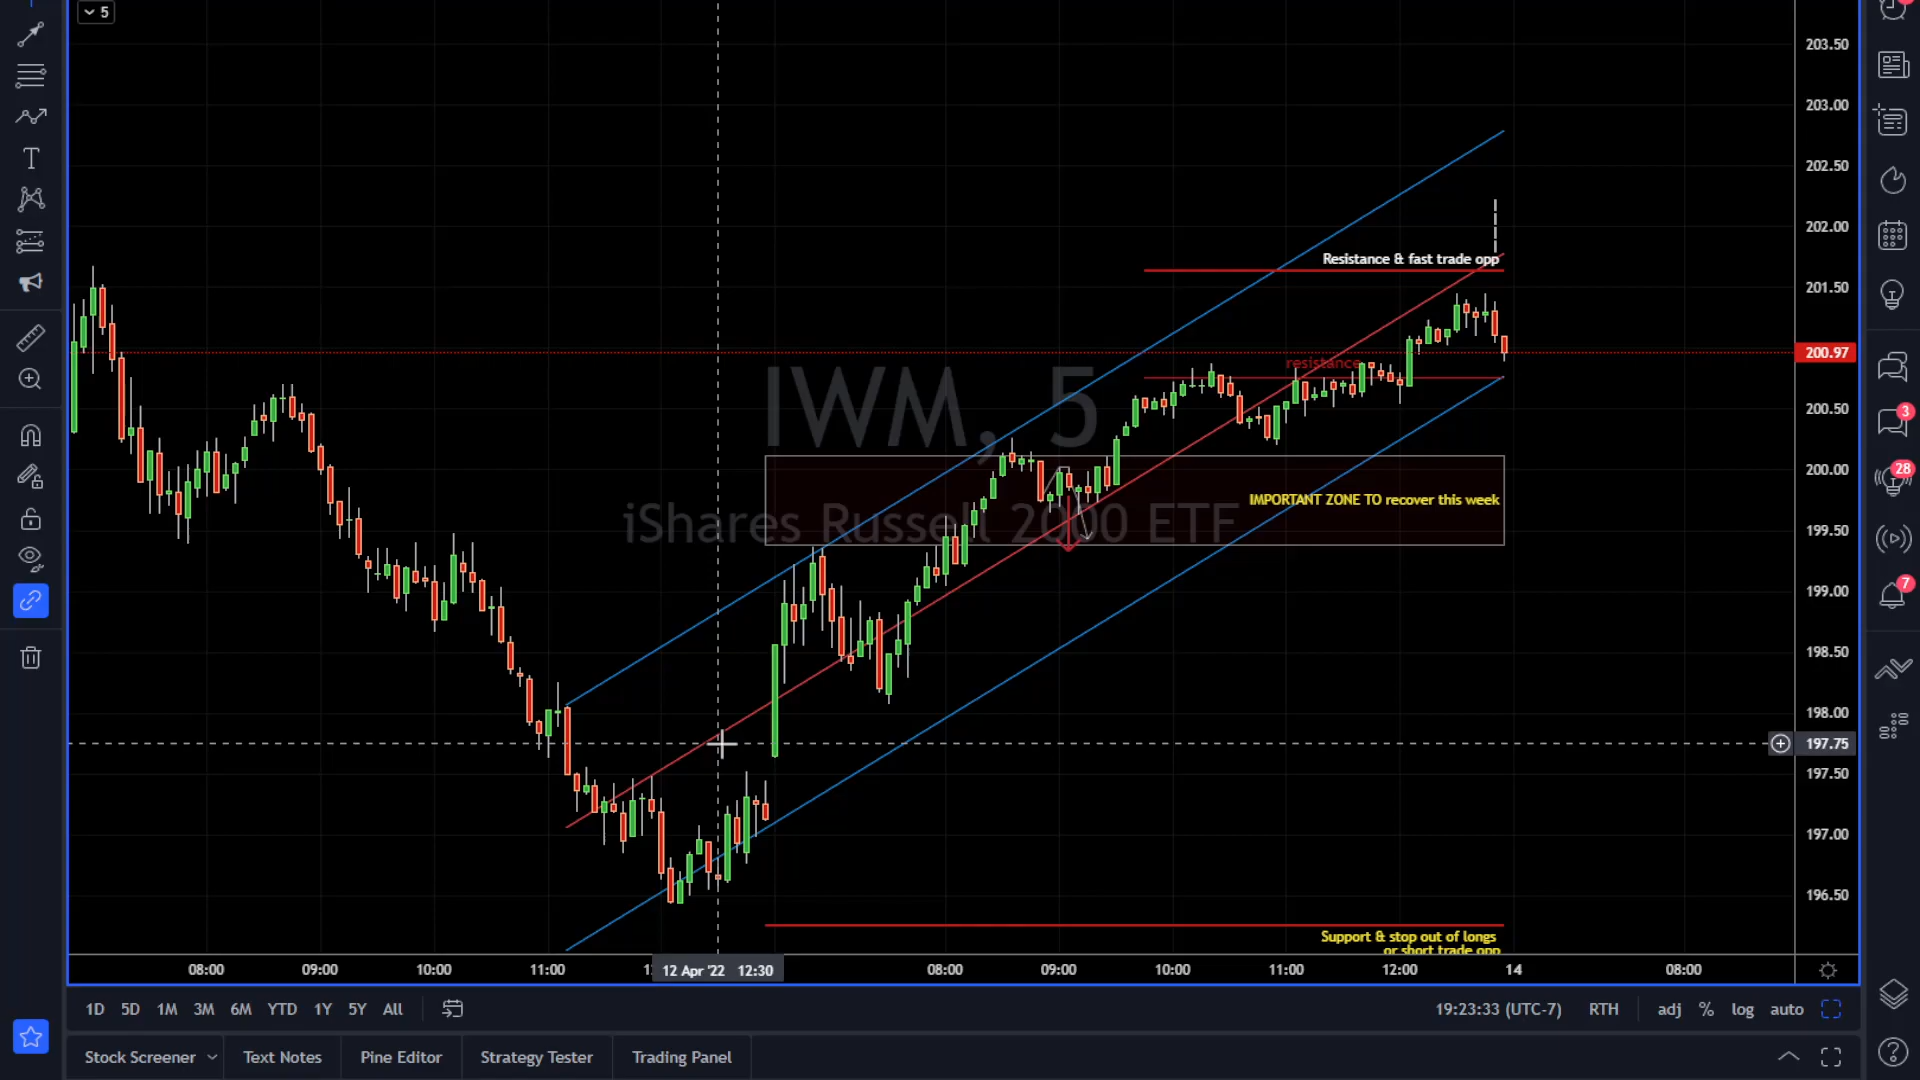 5
203.50
203.00
202.50
202.00
Resistance & fast trade opp
201.50
200.97
resistance
IWM, 5
200.50
200.00
IMPORTANT ZONE TO recover this week
iShares Russell 2000 ETF
199.50
199.00
198.50
198.00
197.75
197.50
197.00
196.50
Support & stop out of longs
or short trade opp
08:00 09:00 10:00 11:00 12 Apr '22 12:30 08:00 09:00 10:00 11:00 12:00 14 08:00
3
28
7
1D 5D 1M 3M 6M YTD 1Y 5Y All 19:23:33 (UTC-7) RTH adj % log auto
Stock Screener Text Notes Pine Editor Strategy Tester Trading Panel